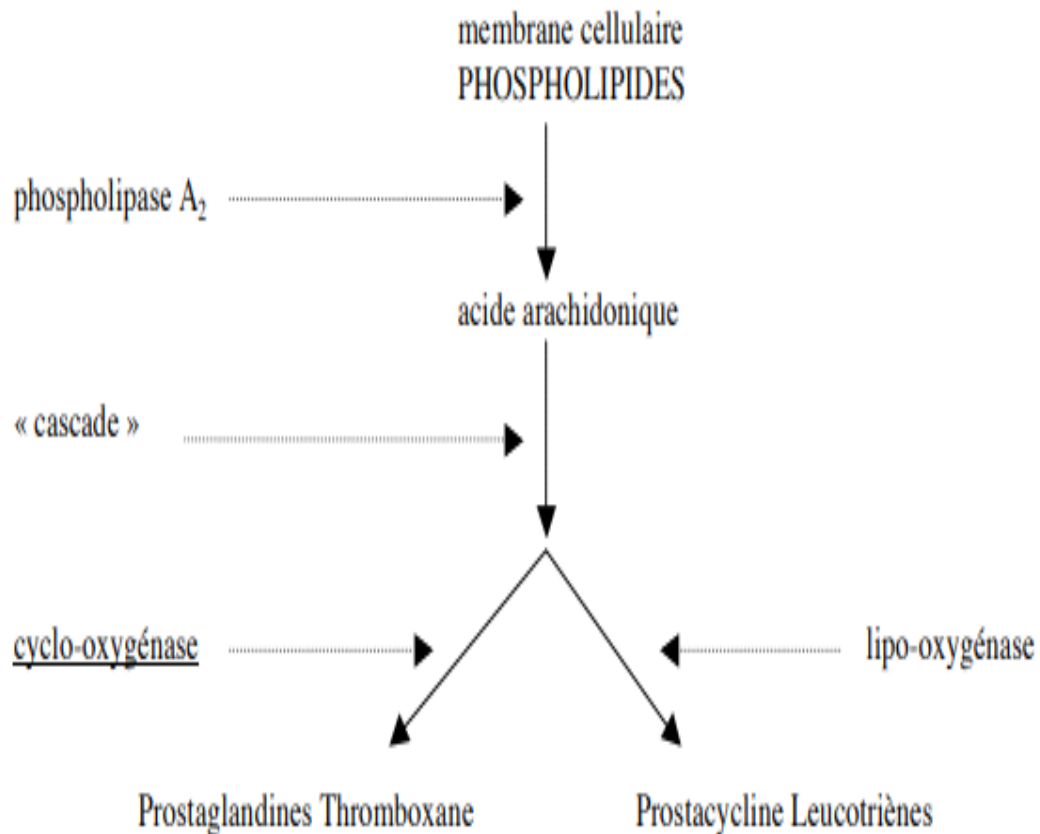 membrane cellulaire
PHOSPHOLIPIDES
phospholipase A₂
acide arachidonique
« cascade »
cyclo-oxygénase
lipo-oxygénase
Prostaglandines Thromboxane
Prostacycline Leucotriènes